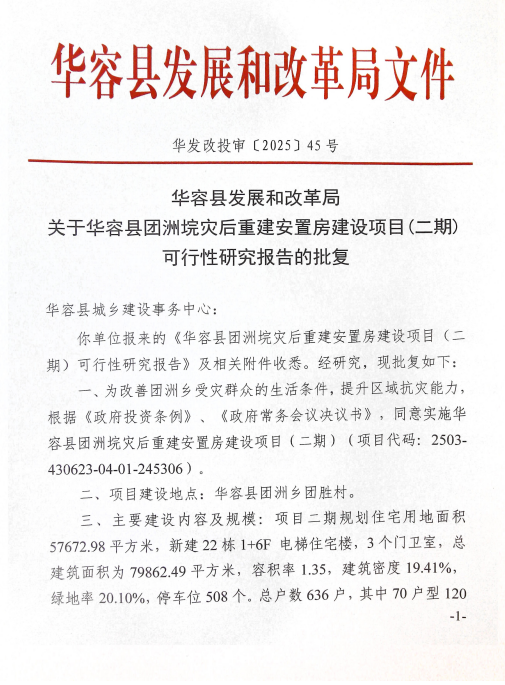 华容县发展和改革局文件
华发改投审〔2025〕45号
华容县发展和改革局
关于华容县团洲垸灾后重建安置房建设项目(二期)
可行性研究报告的批复
华容县城乡建设事务中心：
你单位报来的《华容县团洲垸灾后重建安置房建设项目（二
期）可行性研究报告》及相关附件收悉。经研究，现批复如下：
一、为改善团洲乡受灾群众的生活条件，提升区域抗灾能力，
根据《政府投资条例》、《政府常务会议决议书》，同意实施华
容县团洲垸灾后重建安置房建设项目（二期）（项目代码：2503-
430623-04-01-245306）。
二、项目建设地点：华容县团洲乡团胜村。
三、主要建设内容及规模：项目二期规划住宅用地面积
57672.98平方米，新建22栋1+6F 电梯住宅楼，3个门卫室，总
建筑面积为79862.49平方米，容积率1.35，建筑密度19.41%，
绿地率20.10%，停车位508个。总户数636户，其中70户型120
-1-